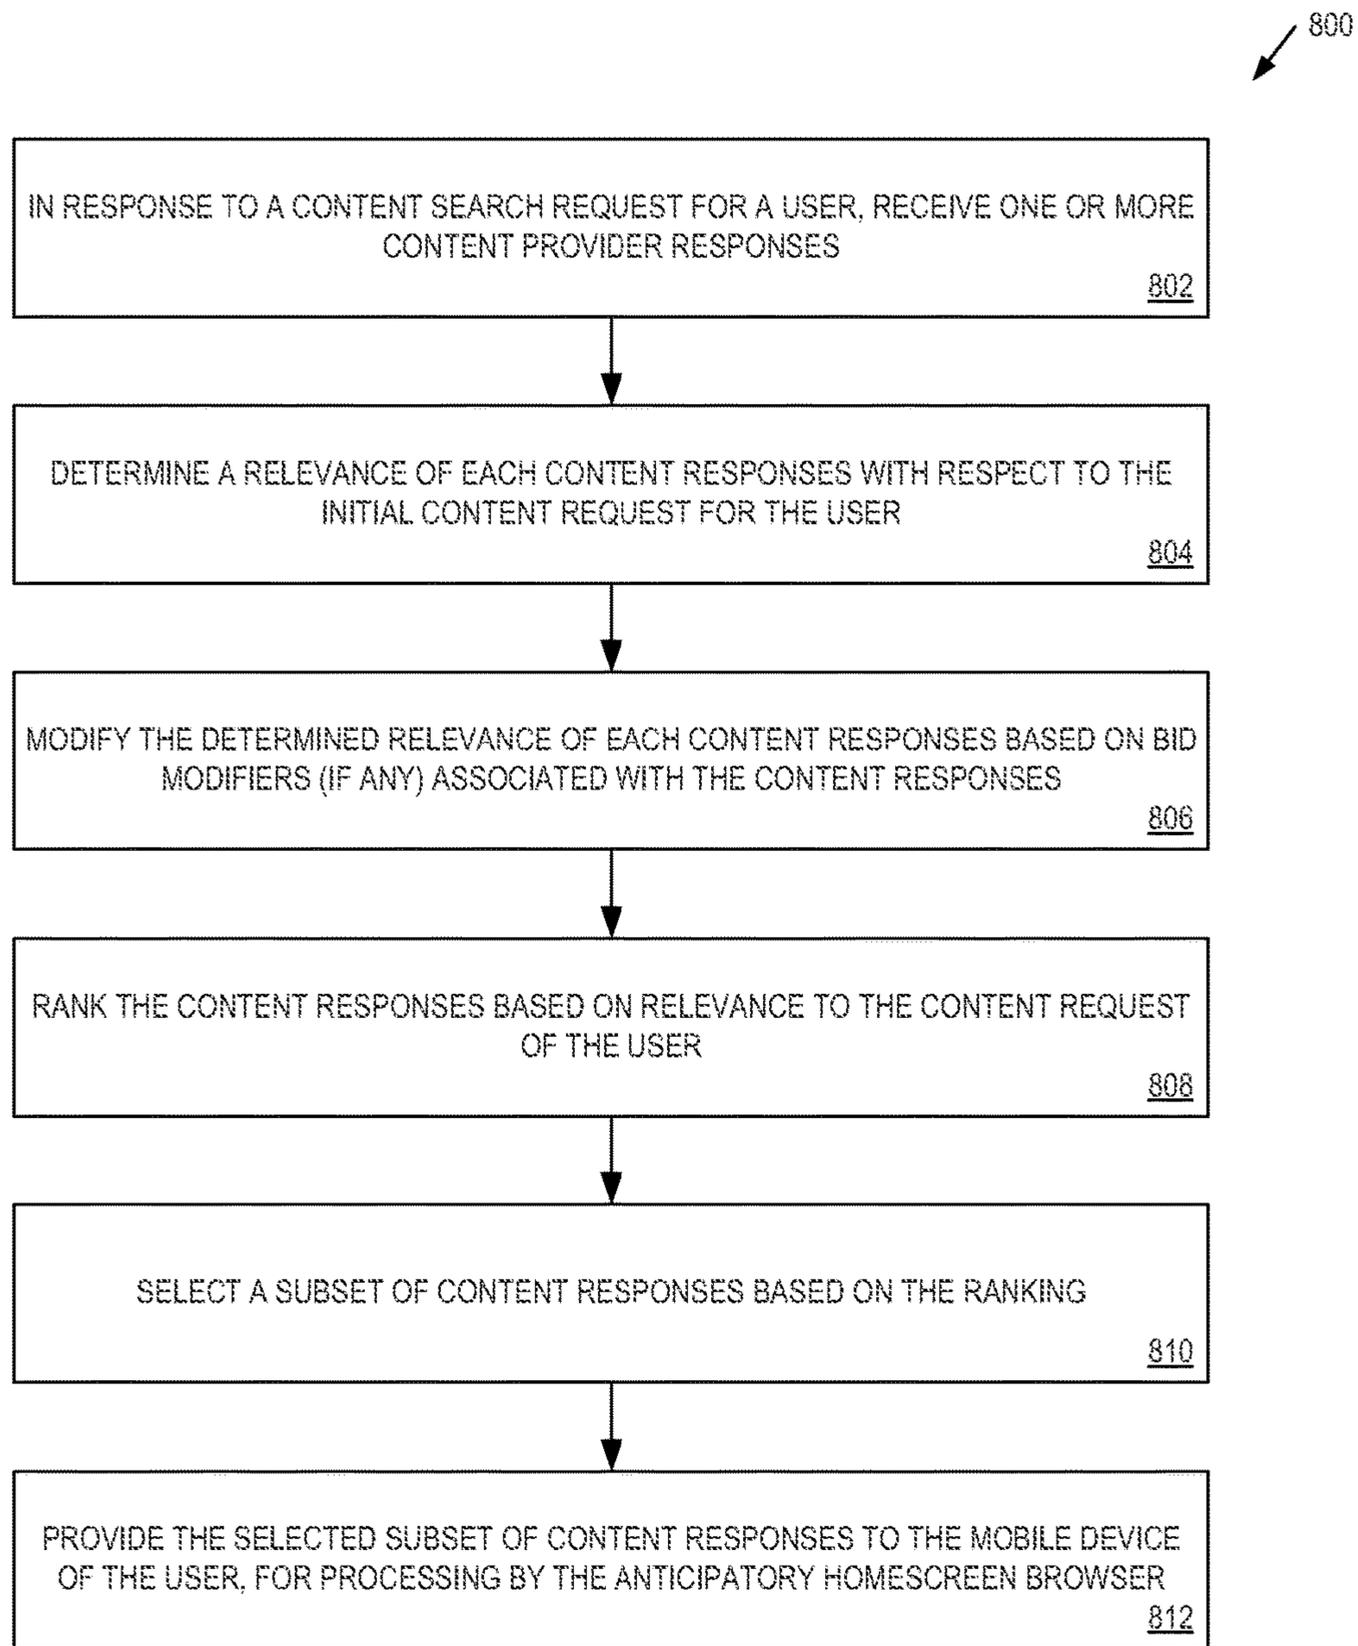 800
IN RESPONSE TO A CONTENT SEARCH REQUEST FOR A USER, RECEIVE ONE OR MORE
CONTENT PROVIDER RESPONSES
802
DETERMINE A RELEVANCE OF EACH CONTENT RESPONSES WITH RESPECT TO THE
INITIAL CONTENT REQUEST FOR THE USER
804
MODIFY THE DETERMINED RELEVANCE OF EACH CONTENT RESPONSES BASED ON BID
MODIFIERS (IF ANY) ASSOCIATED WITH THE CONTENT RESPONSES
806
RANK THE CONTENT RESPONSES BASED ON RELEVANCE TO THE CONTENT REQUEST
OF THE USER
808
SELECT A SUBSET OF CONTENT RESPONSES BASED ON THE RANKING
810
PROVIDE THE SELECTED SUBSET OF CONTENT RESPONSES TO THE MOBILE DEVICE
OF THE USER, FOR PROCESSING BY THE ANTICIPATORY HOMESCREEN BROWSER
812